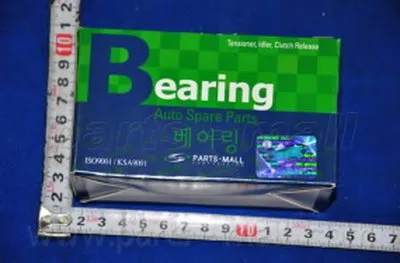 Tensioner, Idler, Clutch Release
Bearing
Auto Spare Parts
베어링
PARTS-MALL
ISO9001 / KSA9001